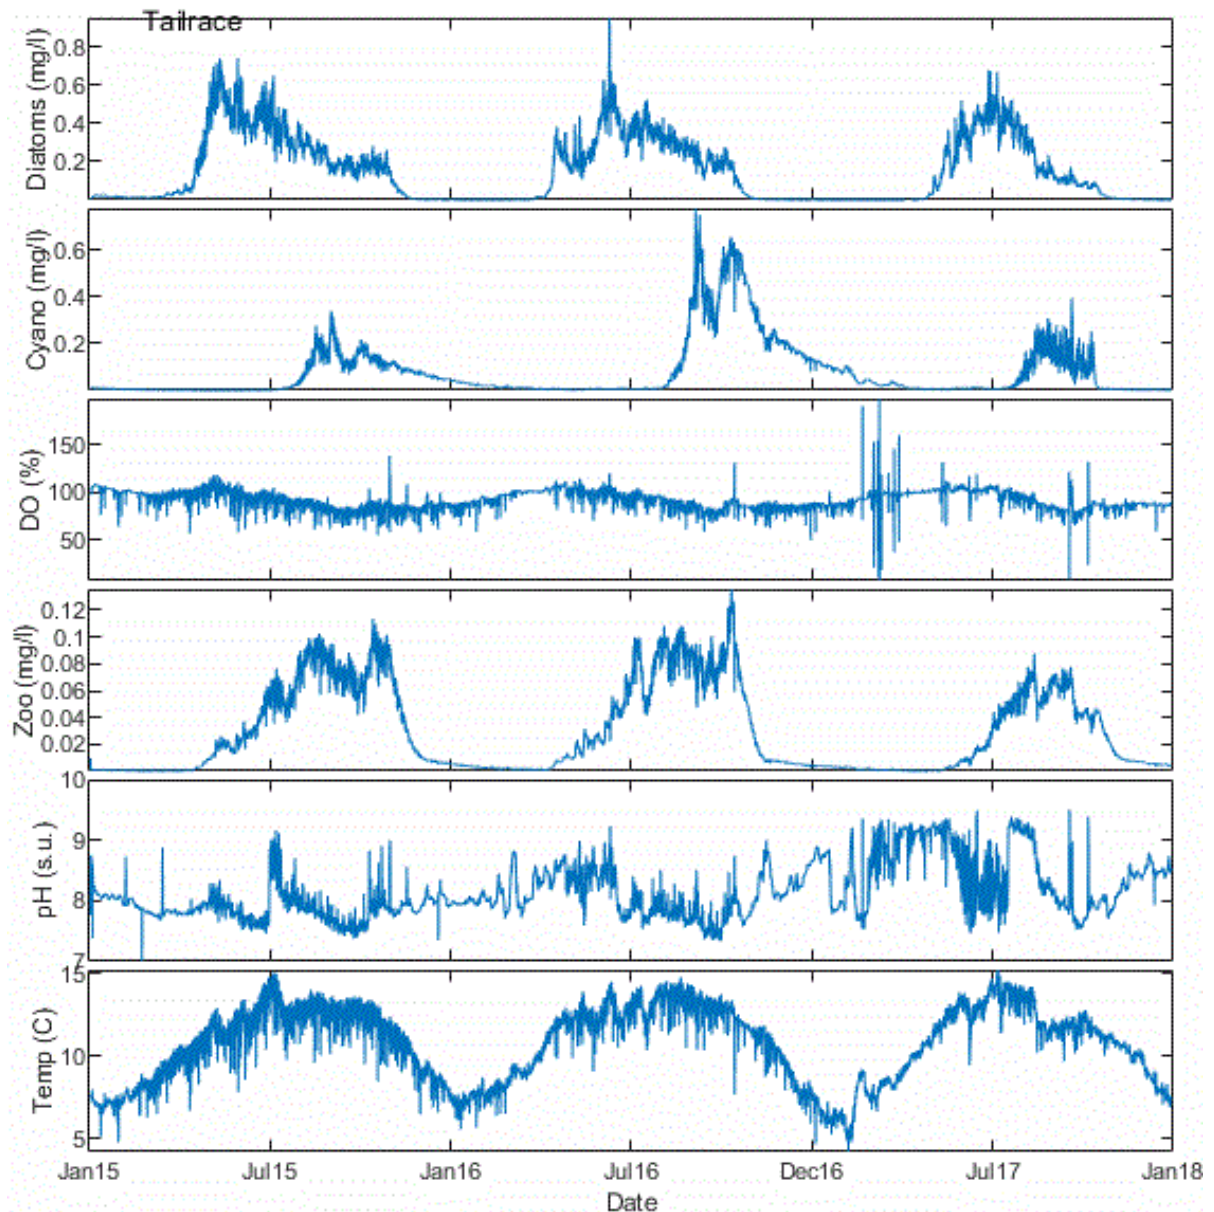 Tailrace
Diatoms (mg/l)
0.8
0.6
0.4
0.2
Cyano (mg/l)
0.6
0.4
0.2
DO (%)
150
100
50
Zoo (mg/l)
0.12
0.1
0.08
0.06
0.04
0.02
pH (s.u.)
10
9
8
7
Temp (C)
15
10
5
Jan15 Jul15 Jan16 Jul16 Dec16 Jul17 Jan18
Date